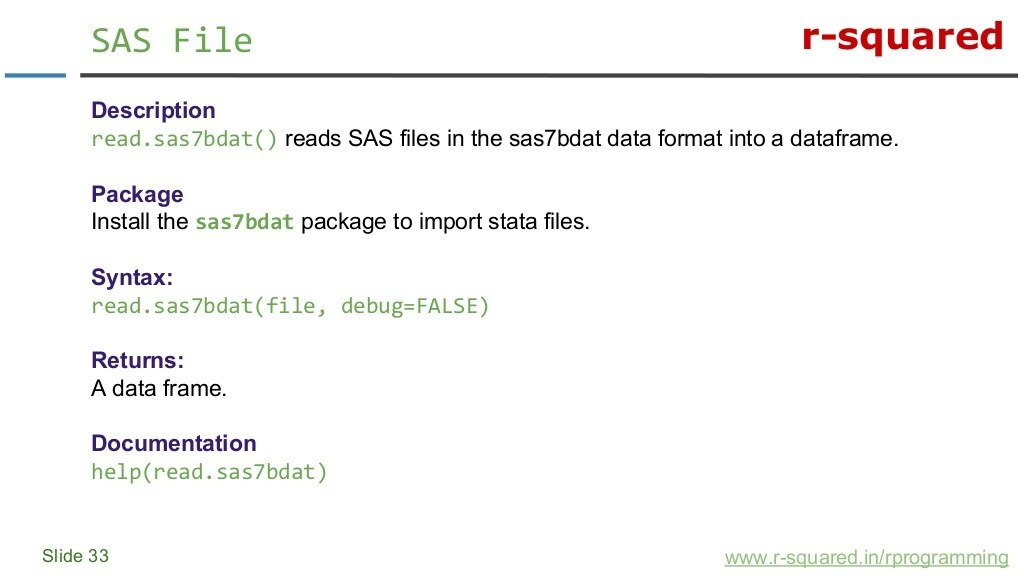 SAS File
r-squared
Description
read.sas7bdat() reads SAS files in the sas7bdat data format into a dataframe.
Package
Install the sas7bdat package to import stata files.
Syntax:
read.sas7bdat(file, debug=FALSE)
Returns:
A data frame.
Documentation
help(read.sas7bdat)
Slide 33
www.r-squared.in/rprogramming